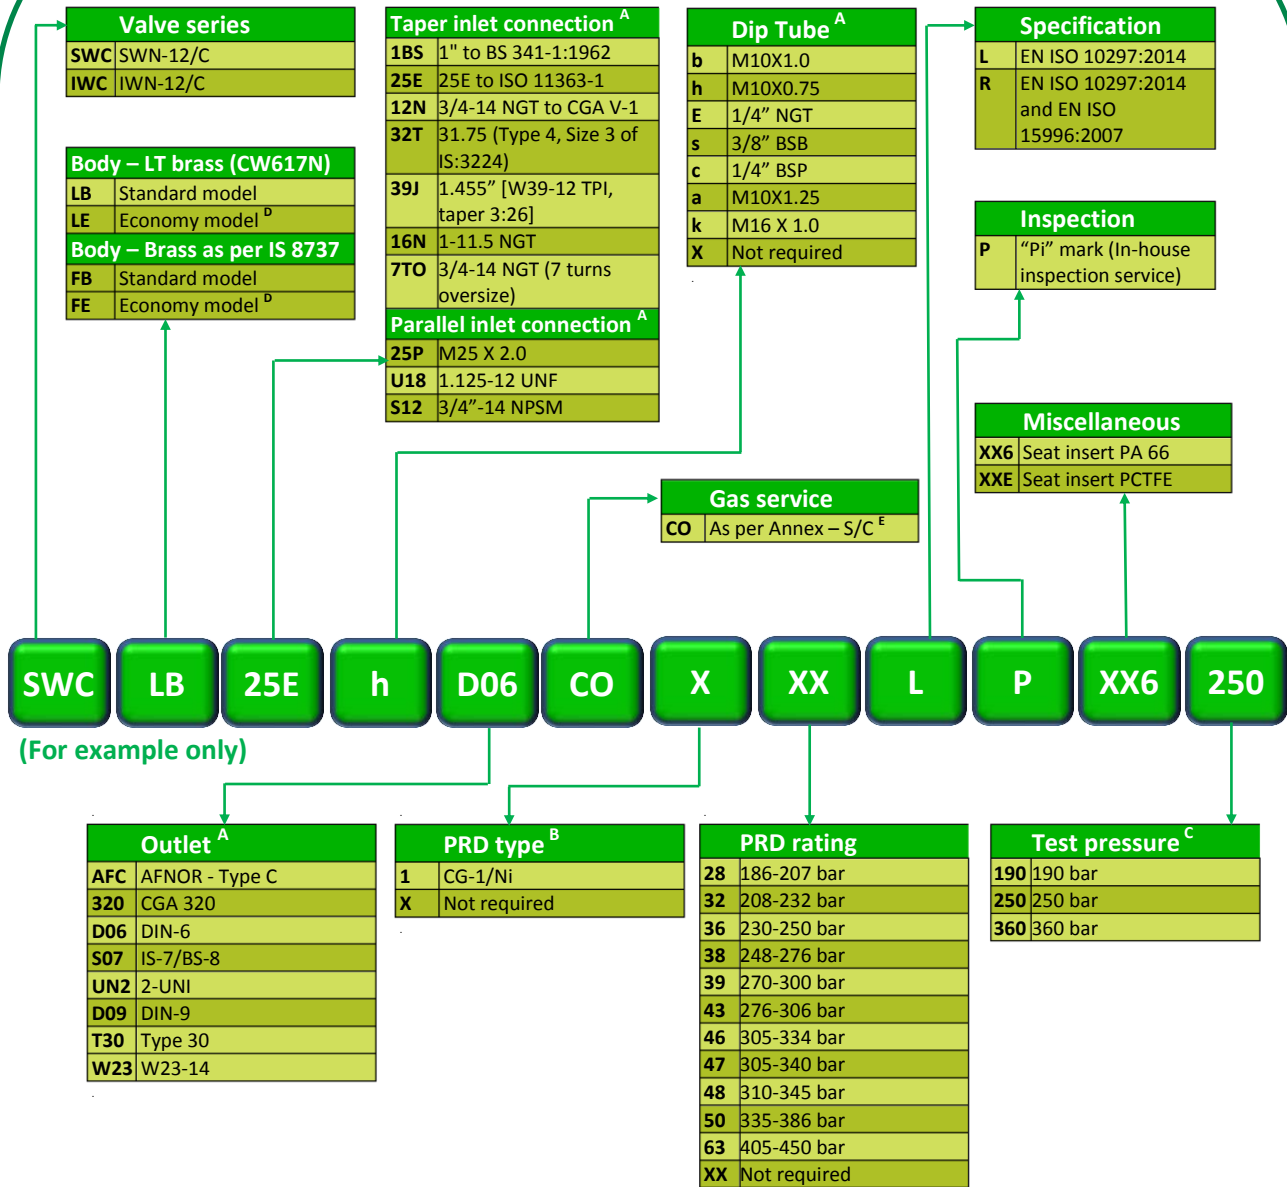 Valve series
SWC SWN-12/C
IWC IWN-12/C
Body – LT brass (CW617N)
LB Standard model
LE Economy model D
Body – Brass as per IS 8737
FB Standard model
FE Economy model D
Taper inlet connection A
1BS 1" to BS 341-1:1962
25E 25E to ISO 11363-1
12N 3/4-14 NGT to CGA V-1
32T 31.75 (Type 4, Size 3 of
IS:3224)
39J 1.455” [W39-12 TPI,
taper 3:26]
16N 1-11.5 NGT
7TO 3/4-14 NGT (7 turns
oversize)
Parallel inlet connection A
25P M25 X 2.0
U18 1.125-12 UNF
S12 3/4”-14 NPSM
Dip Tube A
b M10X1.0
h M10X0.75
E 1/4” NGT
s 3/8” BSB
c 1/4” BSP
a M10X1.25
k M16 X 1.0
X Not required
Specification
L EN ISO 10297:2014
R EN ISO 10297:2014
and EN ISO
15996:2007
Inspection
P “Pi” mark (In-house
inspection service)
Miscellaneous
XX6 Seat insert PA 66
XXE Seat insert PCTFE
Gas service
CO As per Annex – S/C E
SWC LB 25E h D06 CO X XX L P XX6 250
(For example only)
Outlet A
AFC AFNOR - Type C
320 CGA 320
D06 DIN-6
S07 IS-7/BS-8
UN2 2-UNI
D09 DIN-9
T30 Type 30
W23 W23-14
PRD type B
1 CG-1/Ni
X Not required
PRD rating
28 186-207 bar
32 208-232 bar
36 230-250 bar
38 248-276 bar
39 270-300 bar
43 276-306 bar
46 305-334 bar
47 305-340 bar
48 310-345 bar
50 335-386 bar
63 405-450 bar
XX Not required
Test pressure C
190 190 bar
250 250 bar
360 360 bar